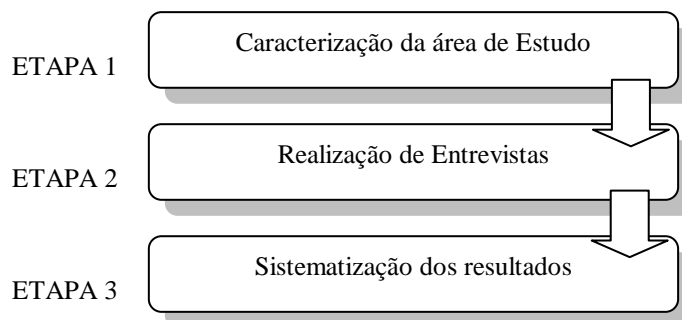 Caracterização da área de Estudo
ETAPA 1
Realização de Entrevistas
ETAPA 2
Sistematização dos resultados
ETAPA 3